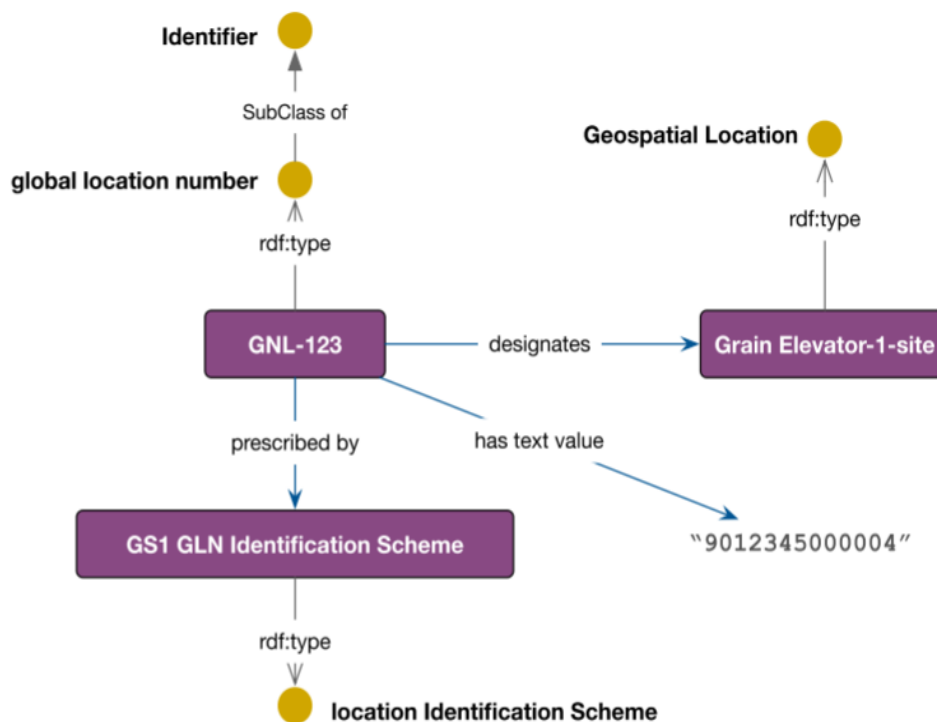 Identifier
SubClass of
Geospatial Location
global location number
rdf:type
rdf:type
GNL-123
designates
Grain Elevator-1-site
prescribed by
has text value
GS1 GLN Identification Scheme
“9012345000004”
rdf:type
location Identification Scheme